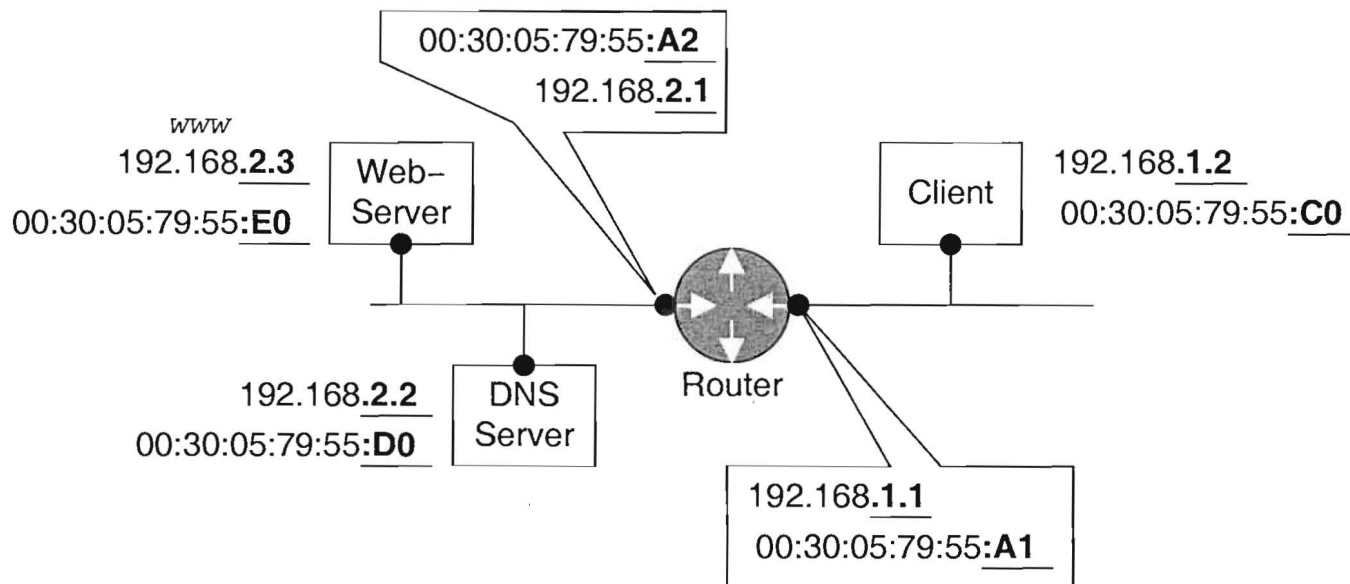 00:30:05:79:55:A2
192.168.2.1
www
192.168.2.3
00:30:05:79:55:E0
Web-
Server
Client
192.168.1.2
00:30:05:79:55:C0
Router
192.168.2.2
00:30:05:79:55:D0
DNS
Server
192.168.1.1
00:30:05:79:55:A1